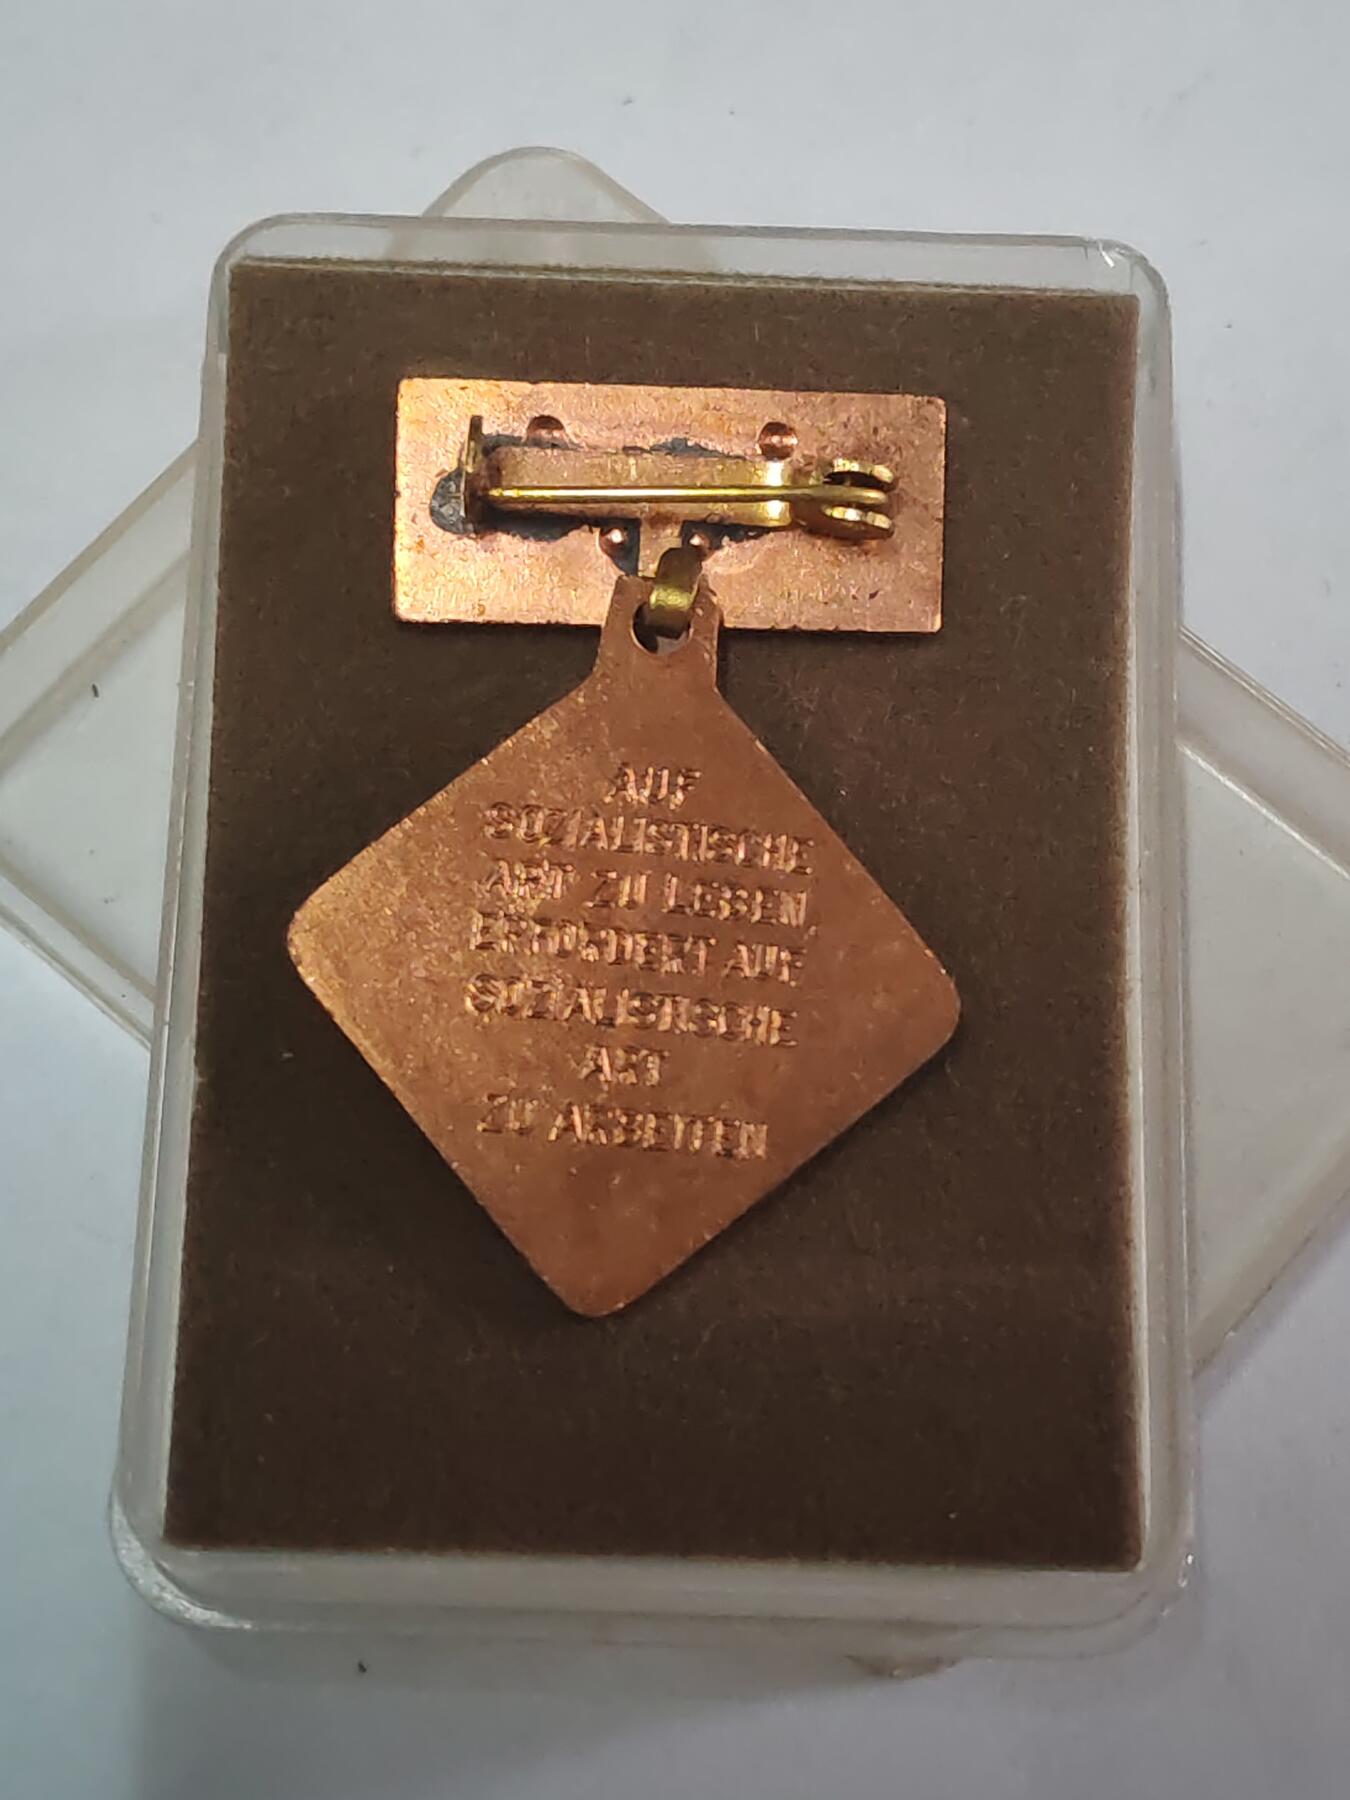 AUF
SOZIALISTISCHE
ART ZU LEBEN,
ERFORDERT AUF
SOZIALISTISCHE
ART
ZU ARBEITEN